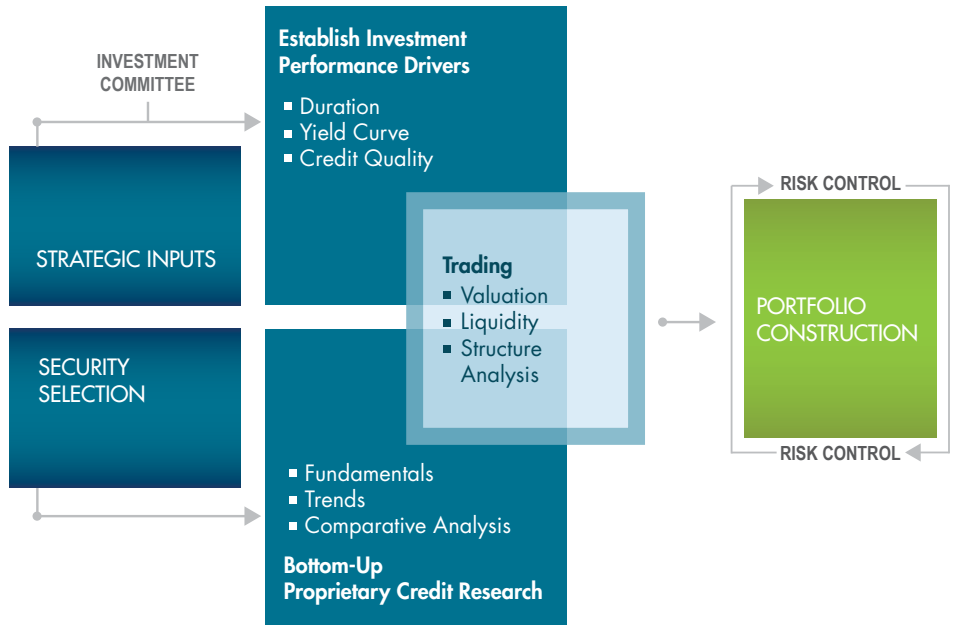 INVESTMENT
COMMITTEE
STRATEGIC INPUTS
Establish Investment
Performance Drivers
▪ Duration
▪ Yield Curve
▪ Credit Quality
Trading
▪ Valuation
▪ Liquidity
▪ Structure
Analysis
SECURITY
SELECTION
▪ Fundamentals
▪ Trends
▪ Comparative Analysis
Bottom-Up
Proprietary Credit Research
RISK CONTROL
PORTFOLIO
CONSTRUCTION
RISK CONTROL